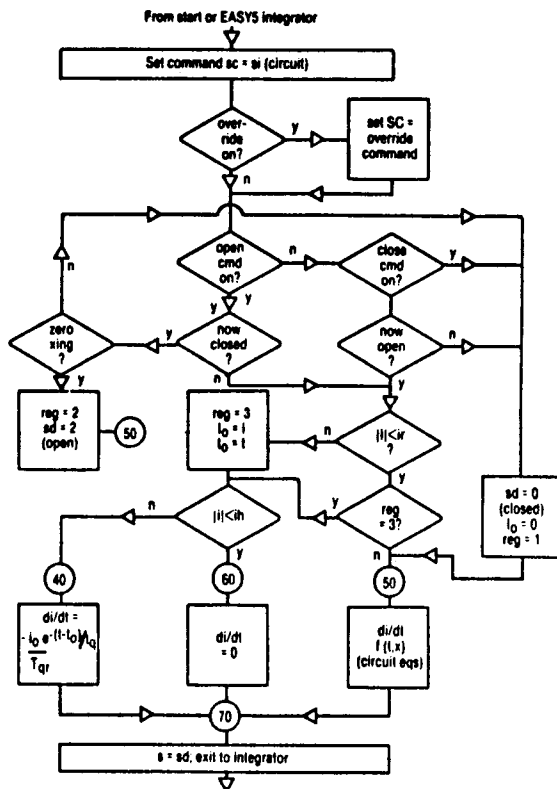 From start or EASY5 integrator
Set command sc = si (circuit)
over-
ride
on?
y
set SC =
override
command
n
open
cmd
on?
n
close
cmd
on?
y
n
y
y
zero
xing
?
y
now
closed
?
now
open
?
n
y
n
y
reg = 2
sd = 2
(open)
50
reg = 3
I₀ = i
t₀ = t
n
|i|<ir
?
y
sd = 0
(closed)
I₀ = 0
reg = 1
n
|i|<ih
y
y
reg
= 3?
n
40
60
50
di/dt =
di/dt
= 0
di/dt
f (t,x)
(circuit eqs)
70
s = sd; exit to integrator